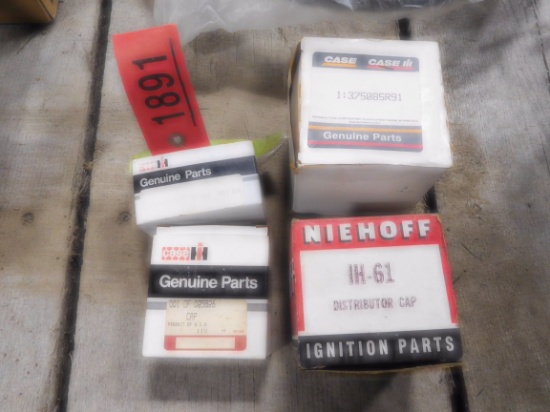 1891
CASE CASE IH
1:375885R91
Genuine Parts
CASE IH
Genuine Parts
CASE IH
Genuine Parts
CAP
NIEHOFF
IH-61
DISTRIBUTOR CAP
IGNITION PARTS